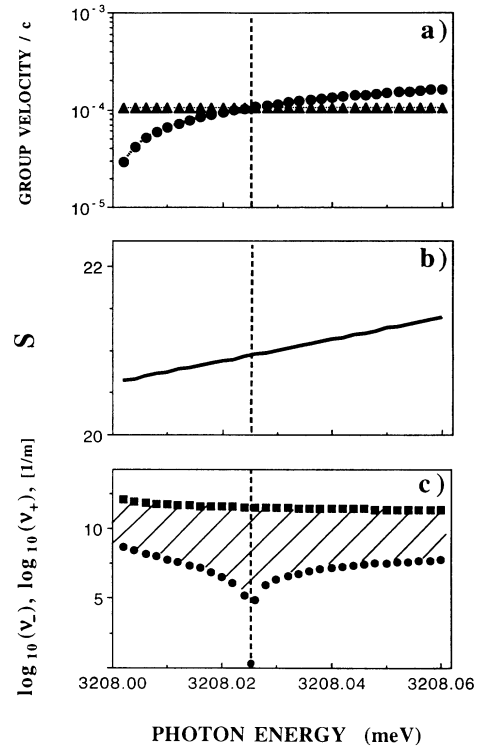 GROUP VELOCITY / c
10⁻³
10⁻⁴
10⁻⁵
a)
S
22
20
b)
log₁₀(ν₋), log₁₀(ν₊), [1/m]
10
5
c)
3208.00 3208.02 3208.04 3208.06
PHOTON ENERGY (meV)